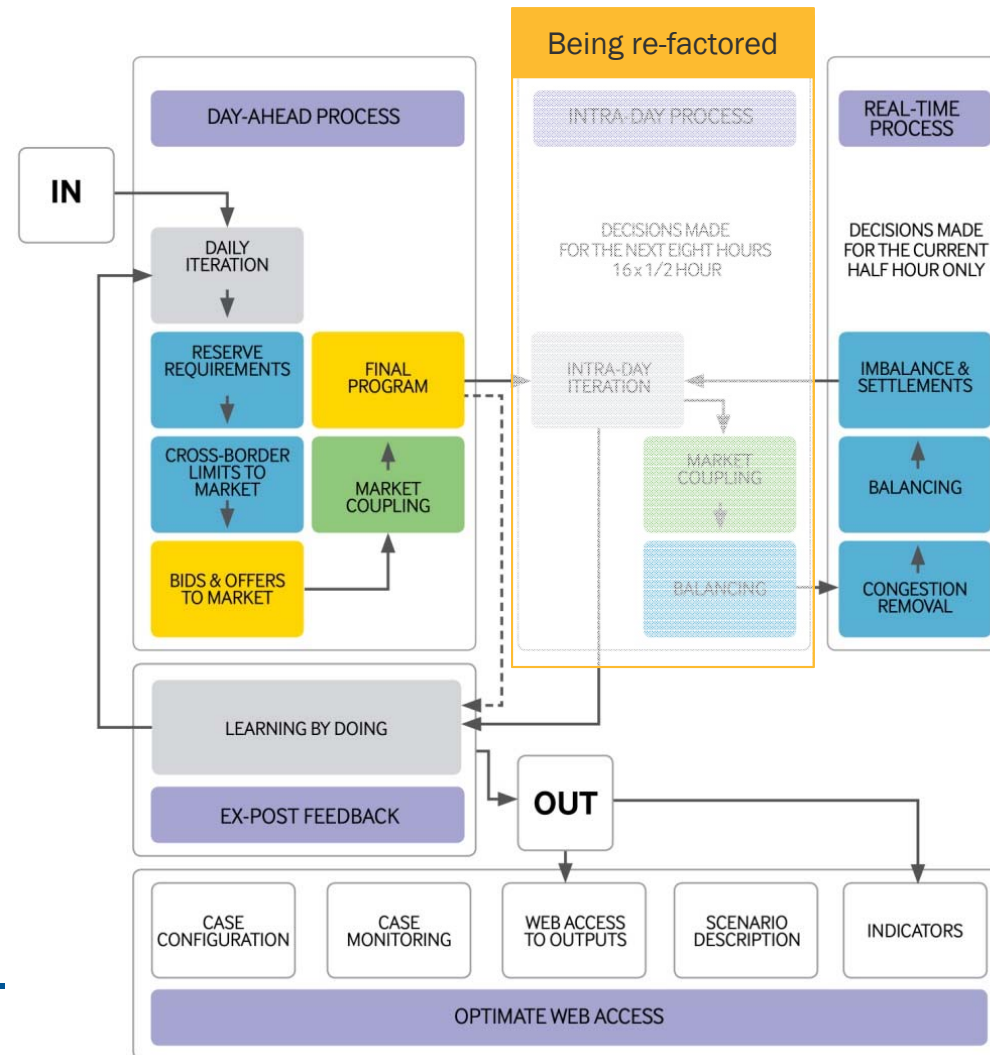 Being re-factored
DAY-AHEAD PROCESS
INTRA-DAY PROCESS
REAL-TIME
PROCESS
IN
DAILY
ITERATION
DECISIONS MADE
FOR THE NEXT EIGHT HOURS
16x1/2 HOUR
DECISIONS MADE
FOR THE CURRENT
HALF HOUR ONLY
RESERVE
REQUIREMENTS
FINAL
PROGRAM
INTRA-DAY
ITERATION
IMBALANCE &
SETTLEMENTS
CROSS-BORDER
LIMITS TO
MARKET
MARKET
COUPLING
MARKET
COUPLING
BALANCING
BIDS & OFFERS
TO MARKET
BALANCING
CONGESTION
REMOVAL
LEARNING BY DOING
EX-POST FEEDBACK
OUT
CASE
CONFIGURATION
CASE
MONITORING
WEB ACCESS
TO OUTPUTS
SCENARIO
DESCRIPTION
INDICATORS
OPTIMATE WEB ACCESS